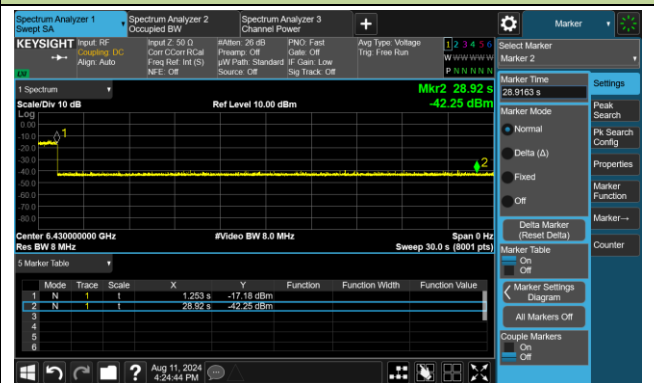 Spectrum Analyzer 1
Swept SA
Spectrum Analyzer 2
Occupied BW
Spectrum Analyzer 3
Channel Power
Marker
KEYSIGHT
Input: RF
Coupling: DC
Align: Auto
Input Z: 50 Ω
Corr CCorr RCal
Freq Ref: Int (S)
NFE: Off
#Atten: 26 dB
Preamp: Off
µW Path: Standard
Source: Off
PNO: Fast
Gate: Off
IF Gain: Low
Sig Track: Off
Avg Type: Voltage
Trig: Free Run
1 2 3 4 5 6
W W W W W W
P N N N N N
LXI
Select Marker
Marker 2
1 Spectrum
Mkr2 28.92 s
-42.25 dBm
Scale/Div 10 dB
Ref Level 10.00 dBm
Log
0.00
-10.0
-20.0
-30.0
-40.0
-50.0
-60.0
-70.0
-80.0
1
2
Center 6.430000000 GHz
Res BW 8 MHz
#Video BW 8.0 MHz
Span 0 Hz
Sweep 30.0 s (8001 pts)
5 Marker Table
Mode Trace Scale X Y Function Function Width Function Value
1 N 1 t 1.253 s -17.18 dBm
2 N 1 t 28.92 s -42.25 dBm
3
4
5
6
Marker Time
28.9163 s
Marker Mode
Normal
Delta (Δ)
Fixed
Off
Delta Marker
(Reset Delta)
Marker Table
On
Off
Marker Settings
Diagram
All Markers Off
Couple Markers
On
Off
Settings
Peak
Search
Pk Search
Config
Properties
Marker
Function
Marker→
Counter
Aug 11, 2024
4:24:44 PM